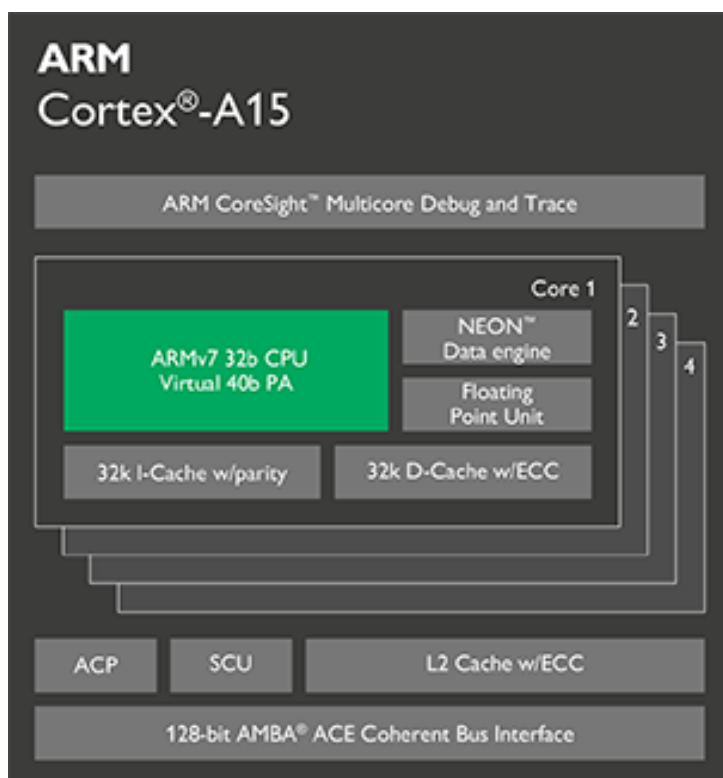 ARM
Cortex®-A15
ARM CoreSight™ Multicore Debug and Trace
Core 1
2
3
4
ARMv7 32b CPU
Virtual 40b PA
NEON™
Data engine
Floating
Point Unit
32k I-Cache w/parity
32k D-Cache w/ECC
ACP
SCU
L2 Cache w/ECC
128-bit AMBA® ACE Coherent Bus Interface